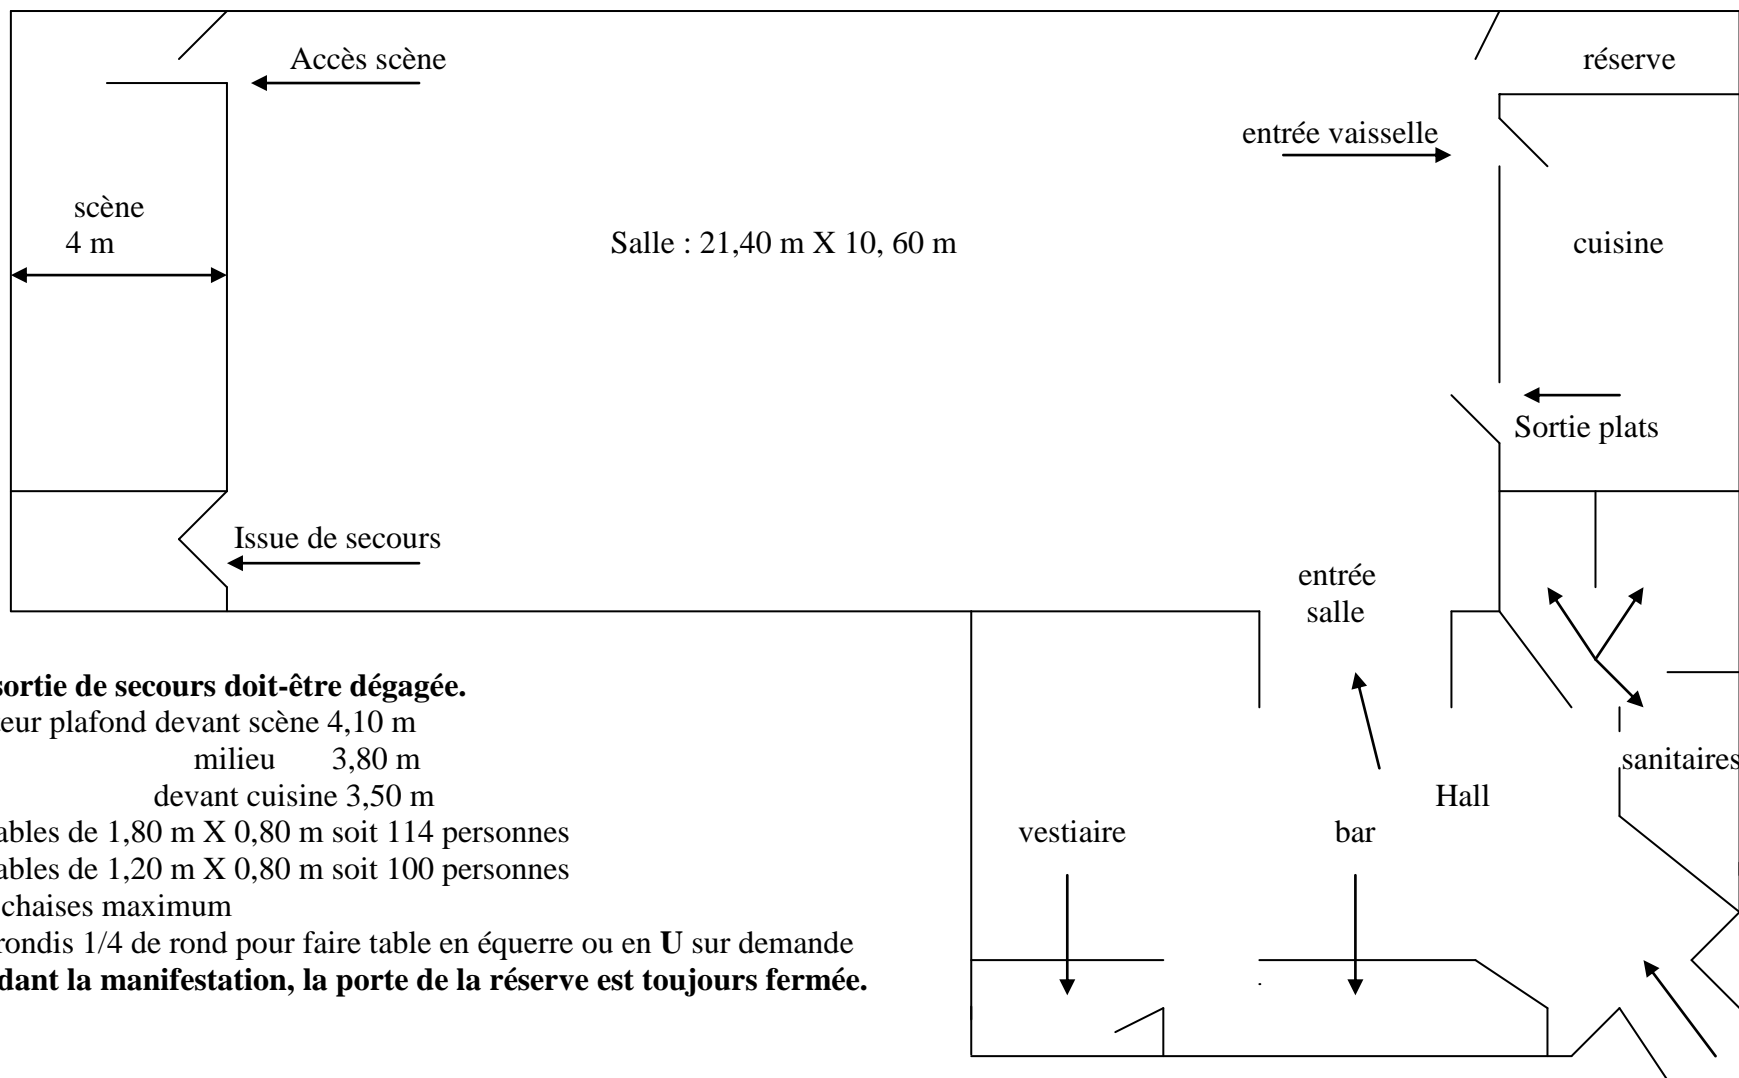 Accès scène
réserve
entrée vaisselle
scène
4 m
Salle : 21,40 m X 10, 60 m
cuisine
Sortie plats
Issue de secours
entrée
salle
sortie de secours doit-être dégagée.
teur plafond devant scène 4,10 m
milieu 3,80 m
devant cuisine 3,50 m
ables de 1,80 m X 0,80 m soit 114 personnes
ables de 1,20 m X 0,80 m soit 100 personnes
chaises maximum
rondis 1/4 de rond pour faire table en équerre ou en U sur demande
dant la manifestation, la porte de la réserve est toujours fermée.
sanitaires
Hall
vestiaire
bar